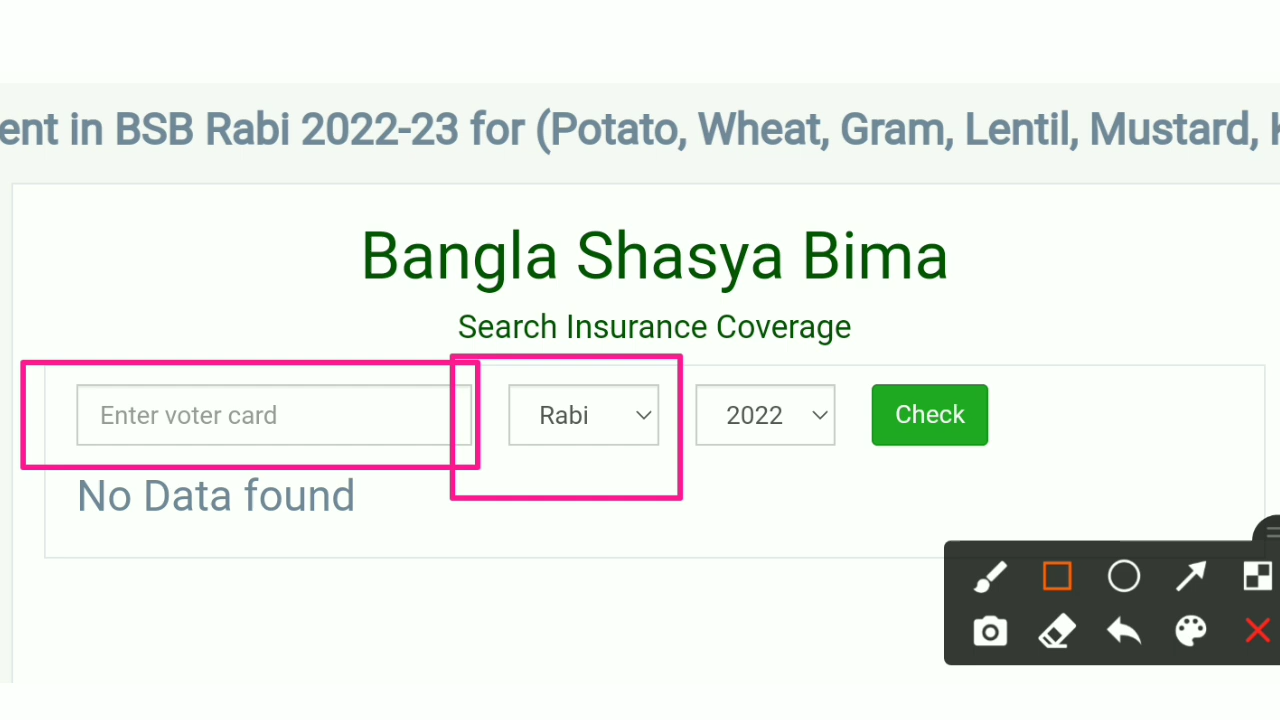 ent in BSB Rabi 2022-23 for (Potato, Wheat, Gram, Lentil, Mustard,
Bangla Shasya Bima
Search Insurance Coverage
Enter voter card Rabi 2022 Check
No Data found